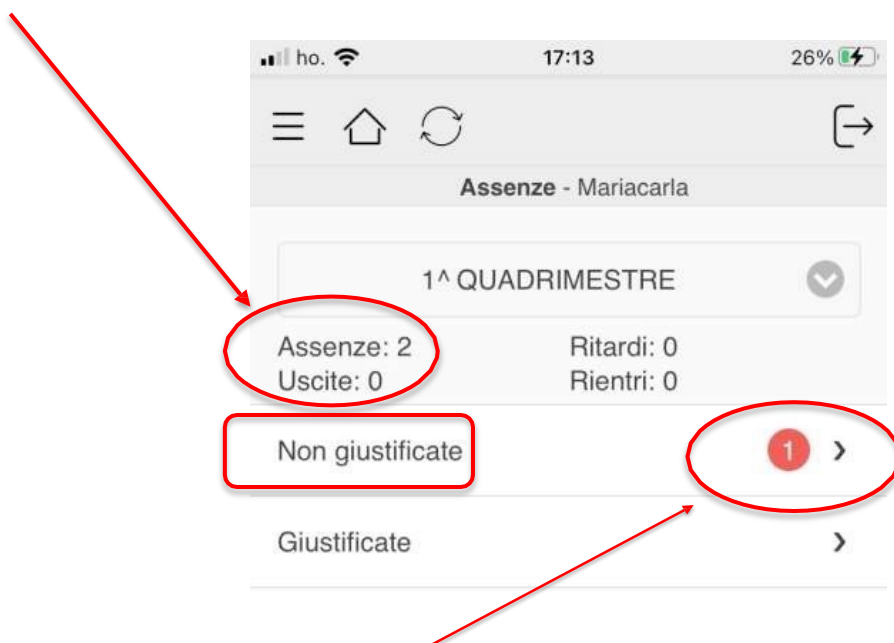 ho. 17:13 26%
Assenze - Mariacarla
1^ QUADRIMESTRE
Assenze: 2 Ritardi: 0
Uscite: 0 Rientri: 0
Non giustificate 1
Giustificate